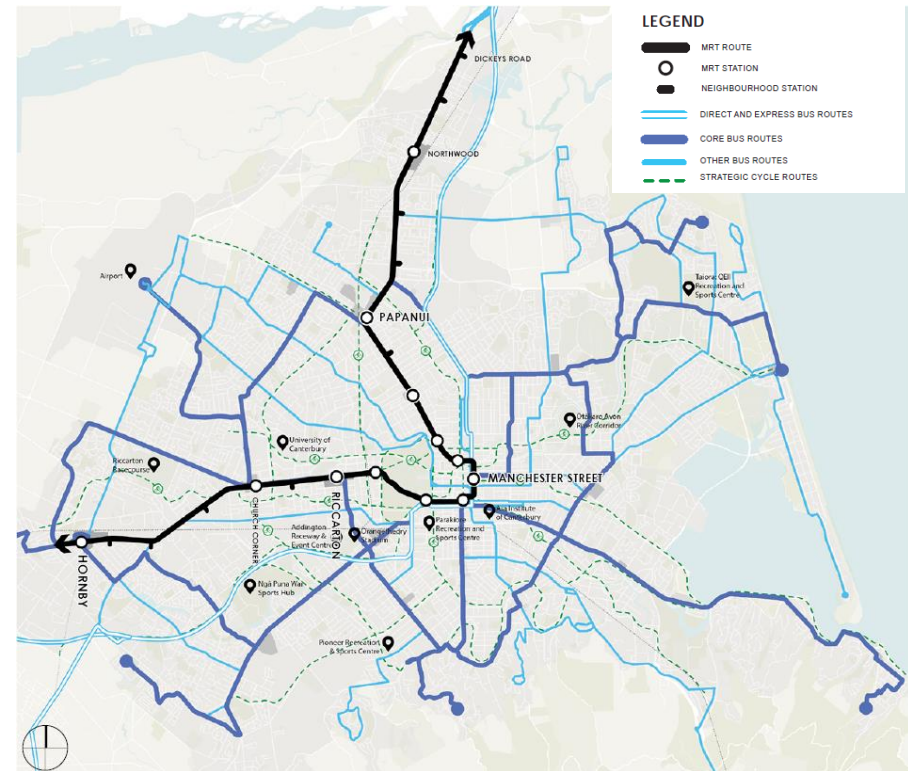 LEGEND
MRT ROUTE
MRT STATION
NEIGHBOURHOOD STATION
DIRECT AND EXPRESS BUS ROUTES
CORE BUS ROUTES
OTHER BUS ROUTES
STRATEGIC CYCLE ROUTES
DICKEYS ROAD
NORTHWOOD
Airport
Taiora: QEII
Recreation and
Sports Centre
PAPANUI
Ōtākaro Avon
River Corridor
University of
Canterbury
Riccarton
Racecourse
MANCHESTER STREET
RICCARTON
CHURCH CORNER
Ara Institute
of Canterbury
Parakiore
Recreation and
Sports Centre
Addington
Raceway &
Event Centre
Orangetheory
Stadium
HORNBY
Ngā Puna Wai
Sports Hub
Pioneer Recreation
& Sports Centre